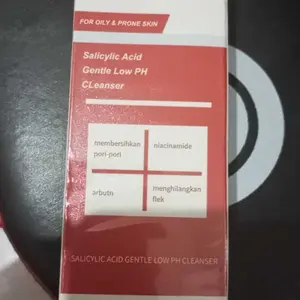 FOR OILY & PRONE SKIN
Salicylic Acid
Gentle Low PH
CLeanser
membersihkan
pori-pori
niacinamide
arbutn
menghilangkan
flek
SALICYLIC ACID GENTLE LOW PH CLEANSER